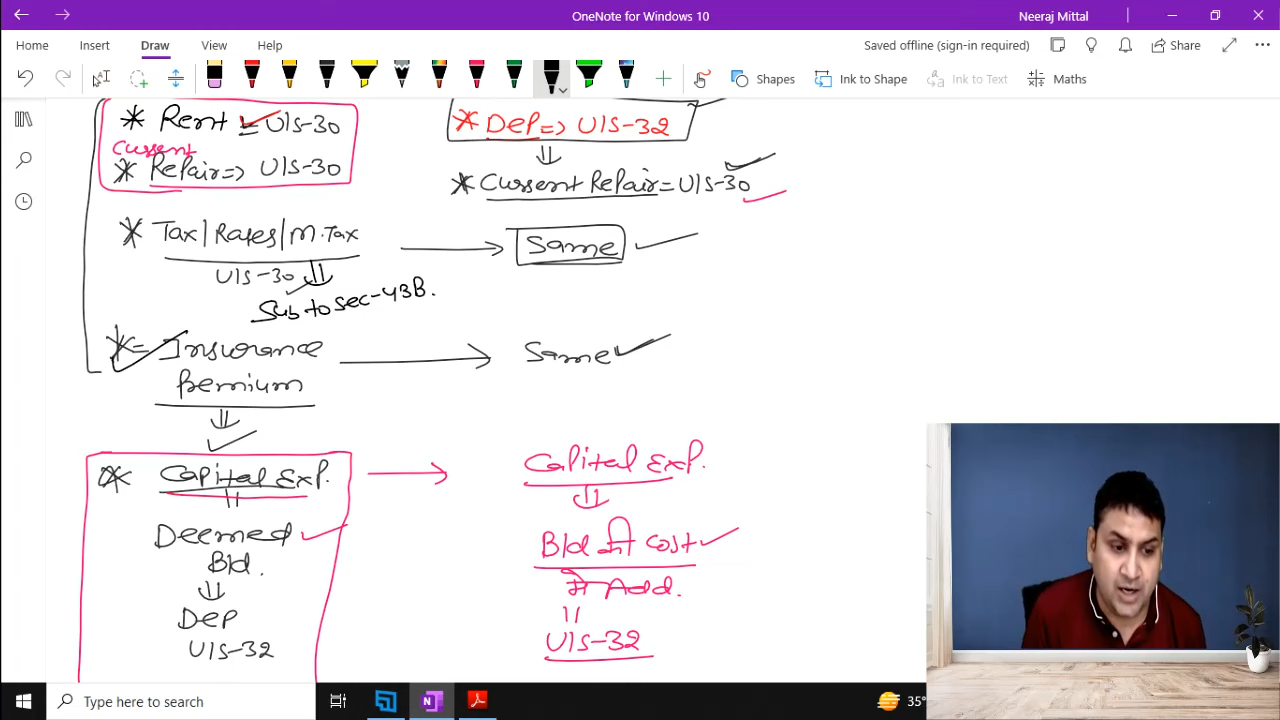 OneNote for Windows 10
Neeraj Mittal
Home Insert Draw View Help
Saved offline (sign-in required)
Share
Shapes
Ink to Shape
Ink to Text
Maths
* Rent = U/S-30
Current
* Repair => U/S-30
* Dep => U/S-32
* Current Repair = U/S-30
* Tax/Rates/M.Tax
Same
U/S-30
Sub to Sec-43B.
* = Insurance
Premium
Same
* Capital Exp.
Capital Exp.
Deemed
Bld.
Dep
U/S-32
Bld की Cost
में Add.
U/S-32
Type here to search
35°